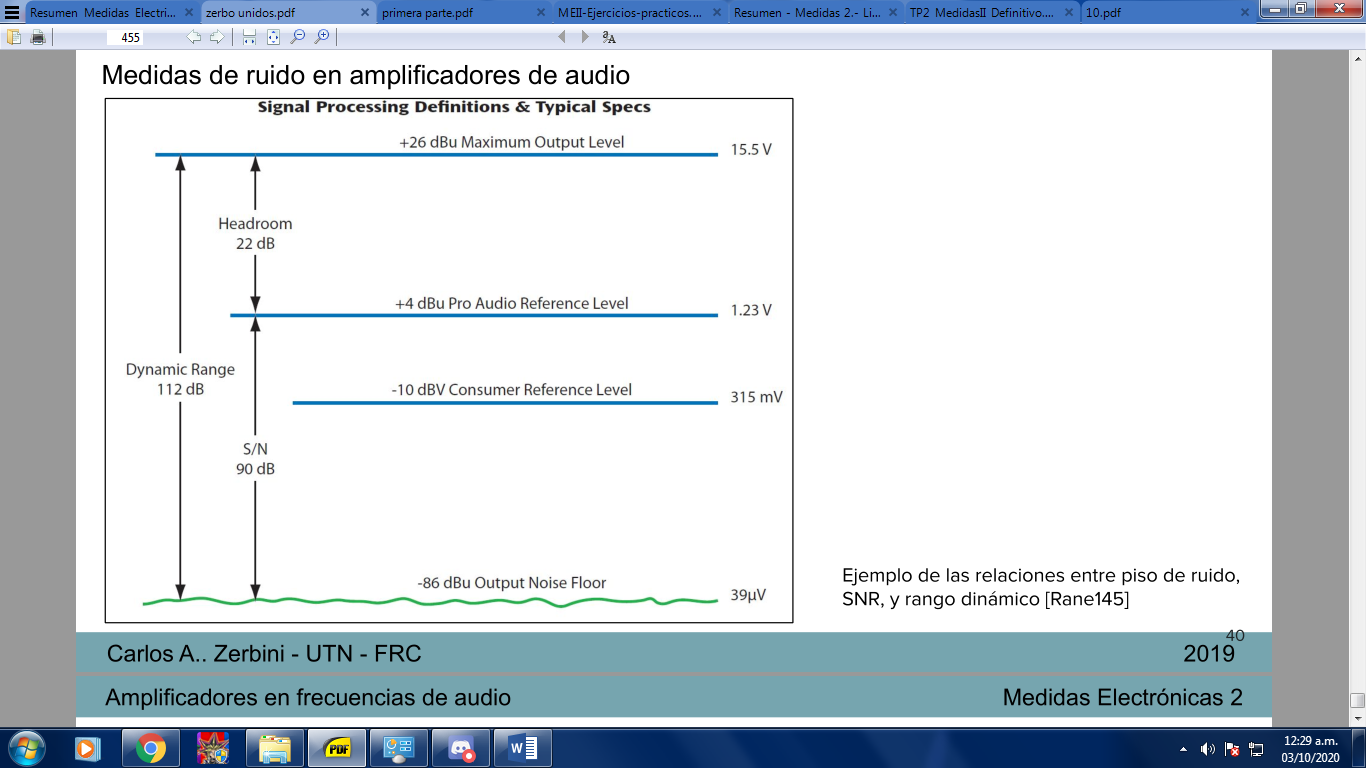 Resumen Medidas Electri...
zerbo unidos.pdf
primera parte.pdf
MEII-Ejercicios-practicos....
Resumen - Medidas 2.- Li...
TP2 MedidasII Definitivo....
10.pdf
455
Medidas de ruido en amplificadores de audio
Signal Processing Definitions & Typical Specs
+26 dBu Maximum Output Level
15.5 V
Headroom
22 dB
+4 dBu Pro Audio Reference Level
1.23 V
Dynamic Range
112 dB
-10 dBV Consumer Reference Level
315 mV
S/N
90 dB
-86 dBu Output Noise Floor
39µV
Ejemplo de las relaciones entre piso de ruido,
SNR, y rango dinámico [Rane145]
40
Carlos A.. Zerbini - UTN - FRC
2019
Amplificadores en frecuencias de audio
Medidas Electrónicas 2
PDF
12:29 a.m.
03/10/2020